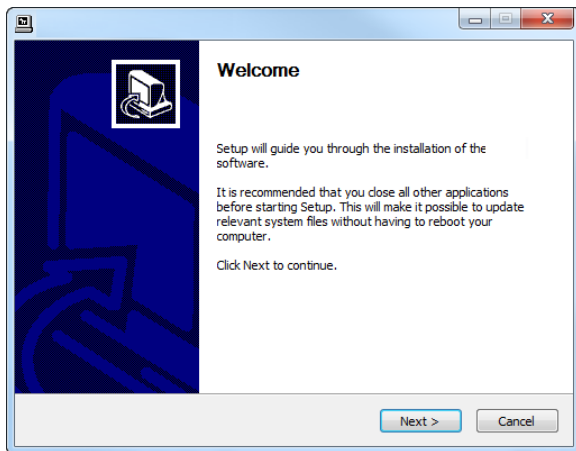 Welcome
Setup will guide you through the installation of the
software.
It is recommended that you close all other applications
before starting Setup. This will make it possible to update
relevant system files without having to reboot your
computer.
Click Next to continue.
Next >
Cancel